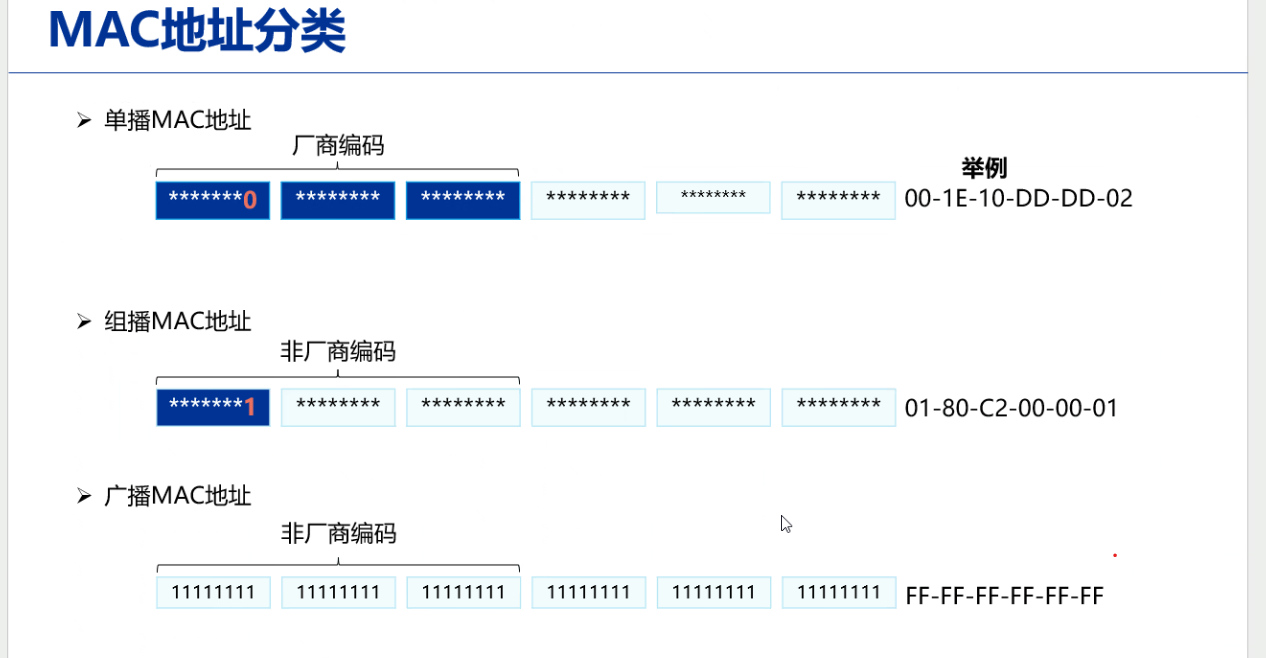 MAC地址分类
➢ 单播MAC地址
厂商编码
举例
*******0 ******** ******** ******** ******** ******** 00-1E-10-DD-DD-02
➢ 组播MAC地址
非厂商编码
*******1 ******** ******** ******** ******** ******** 01-80-C2-00-00-01
➢ 广播MAC地址
非厂商编码
11111111 11111111 11111111 11111111 11111111 11111111 FF-FF-FF-FF-FF-FF